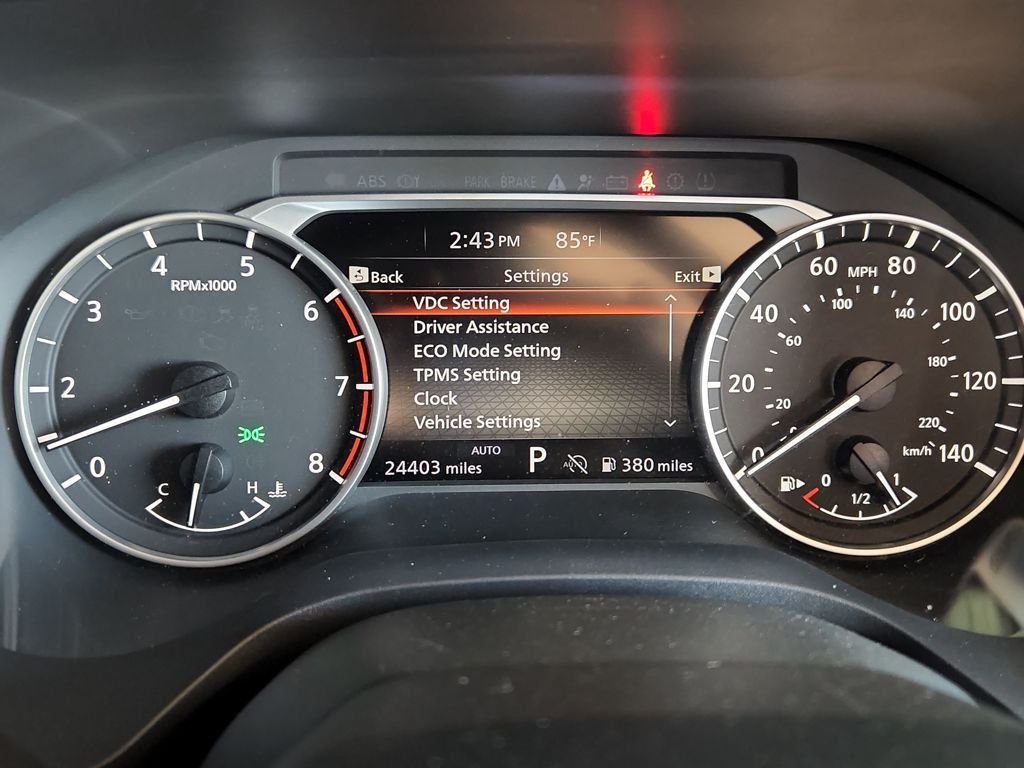 ABS PARK BRAKE
2:43 PM 85°F
Back Settings Exit
VDC Setting
Driver Assistance
ECO Mode Setting
TPMS Setting
Clock
Vehicle Settings
AUTO
24403 miles P 380 miles
RPMx1000
0 2 3 4 5 6 7 8
C H
MPH
0 20 40 60 80 100 120 140
km/h
20 60 100 140 180 220
0 1/2 1